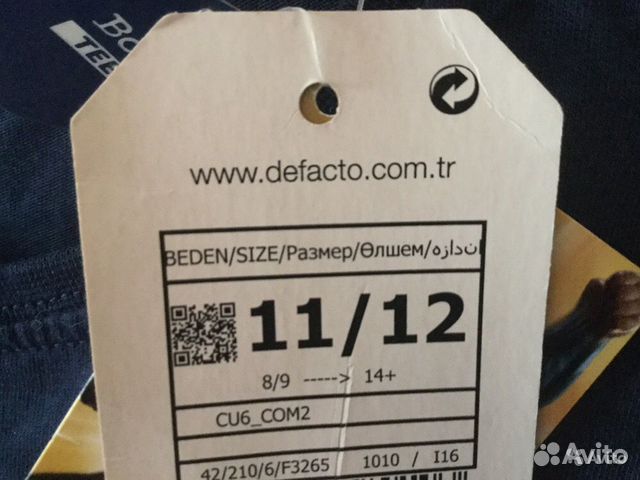 TEE
www.defacto.com.tr
BEDEN/SIZE/Размер/Өлшем/اندازه
11/12
8/9 -----> 14+
CU6_COM2
42/210/6/F3265 1010 / I16
Avito